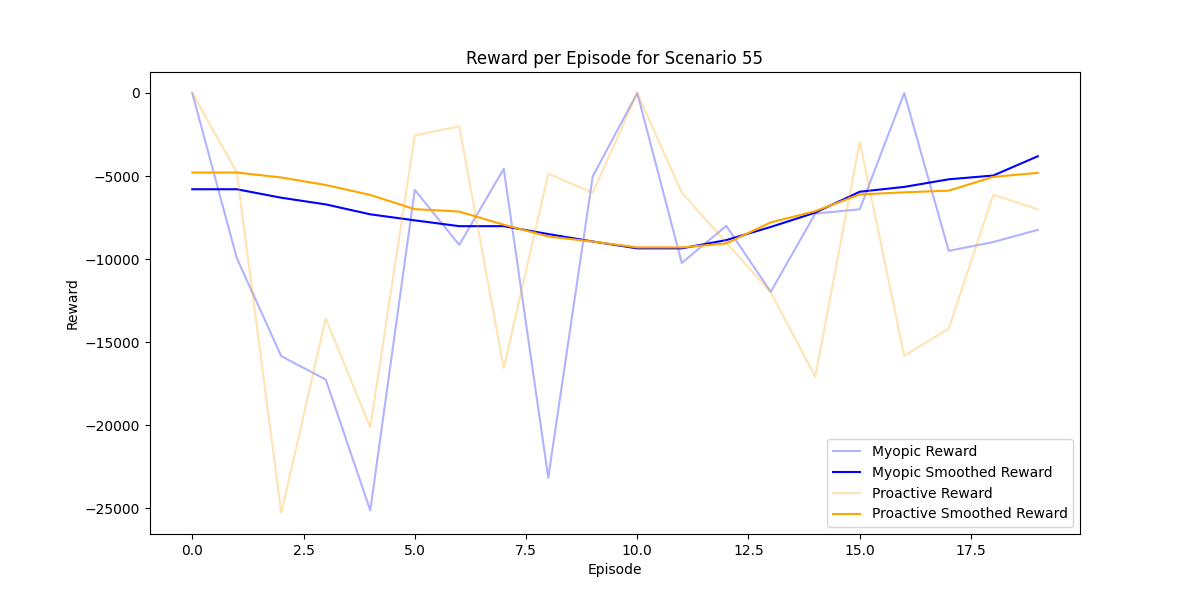 Reward per Episode for Scenario 55
Reward
0
−5000
−10000
−15000
−20000
−25000
Myopic Reward
Myopic Smoothed Reward
Proactive Reward
Proactive Smoothed Reward
0.0 2.5 5.0 7.5 10.0 12.5 15.0 17.5
Episode